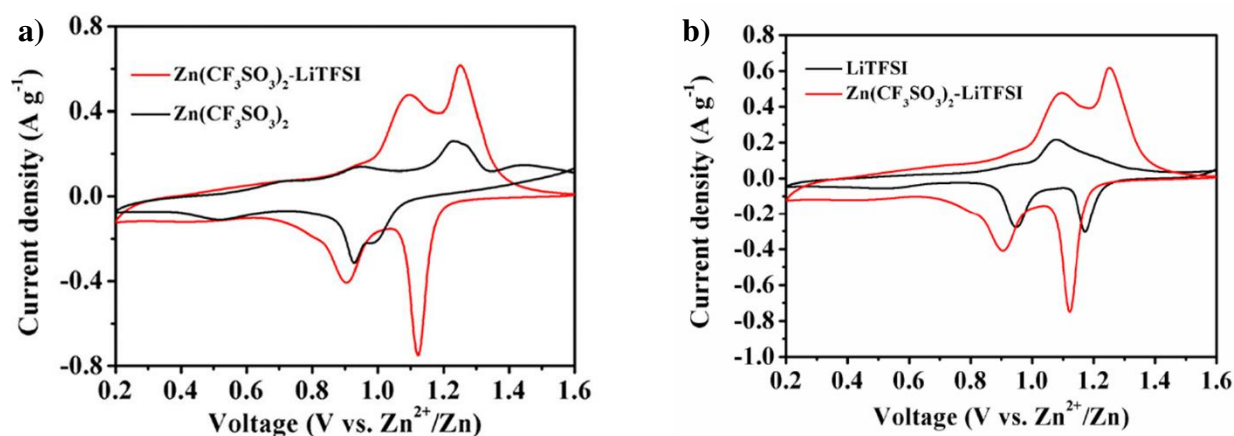 a)
Zn(CF₃SO₃)₂-LiTFSI
Zn(CF₃SO₃)₂
Current density (A g⁻¹)
0.8
0.4
0.0
-0.4
-0.8
0.2 0.4 0.6 0.8 1.0 1.2 1.4 1.6
Voltage (V vs. Zn²⁺/Zn)
b)
LiTFSI
Zn(CF₃SO₃)₂-LiTFSI
Current density (A g⁻¹)
0.8
0.6
0.4
0.2
0.0
-0.2
-0.4
-0.6
-0.8
-1.0
0.2 0.4 0.6 0.8 1.0 1.2 1.4 1.6
Voltage (V vs. Zn²⁺/Zn)